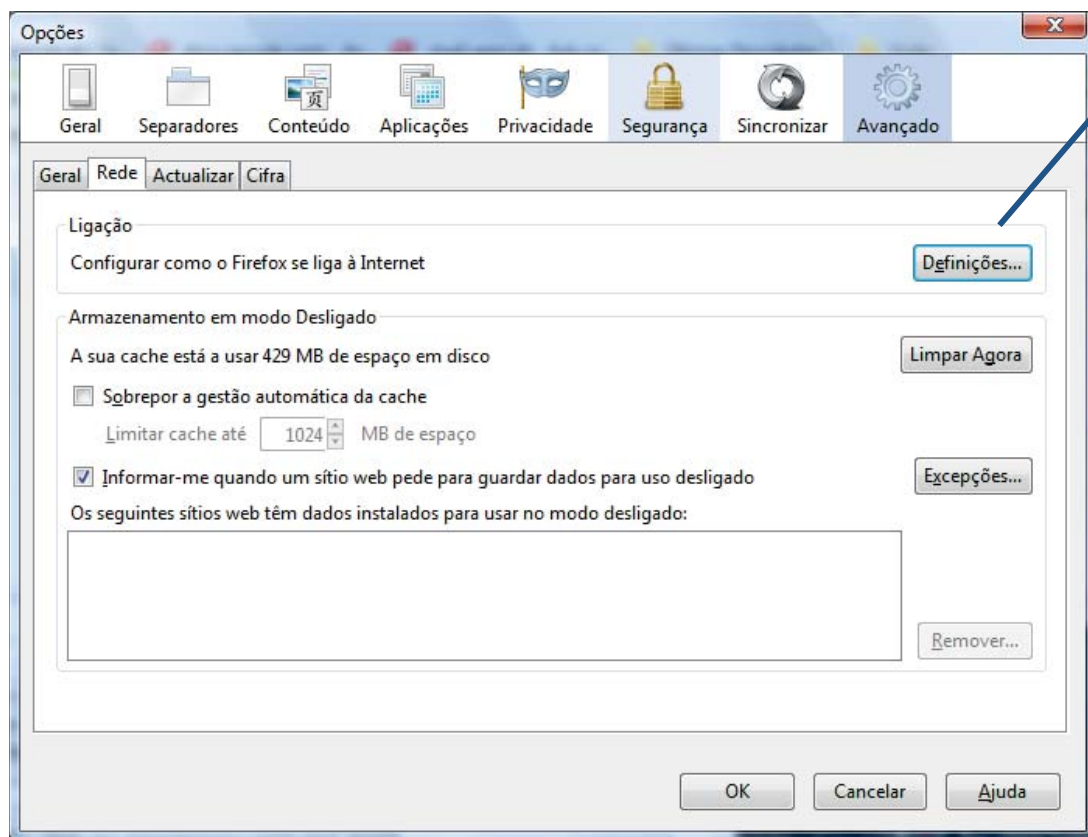 Opções
X
Geral Separadores Conteúdo Aplicações Privacidade Segurança Sincronizar Avançado
Geral Rede Actualizar Cifra
Ligação
Configurar como o Firefox se liga à Internet Definições...
Armazenamento em modo Desligado
A sua cache está a usar 429 MB de espaço em disco Limpar Agora
Sobrepor a gestão automática da cache
Limitar cache até 1024 MB de espaço
Informar-me quando um sítio web pede para guardar dados para uso desligado Excepções...
Os seguintes sítios web têm dados instalados para usar no modo desligado:
Remover...
OK Cancelar Ajuda